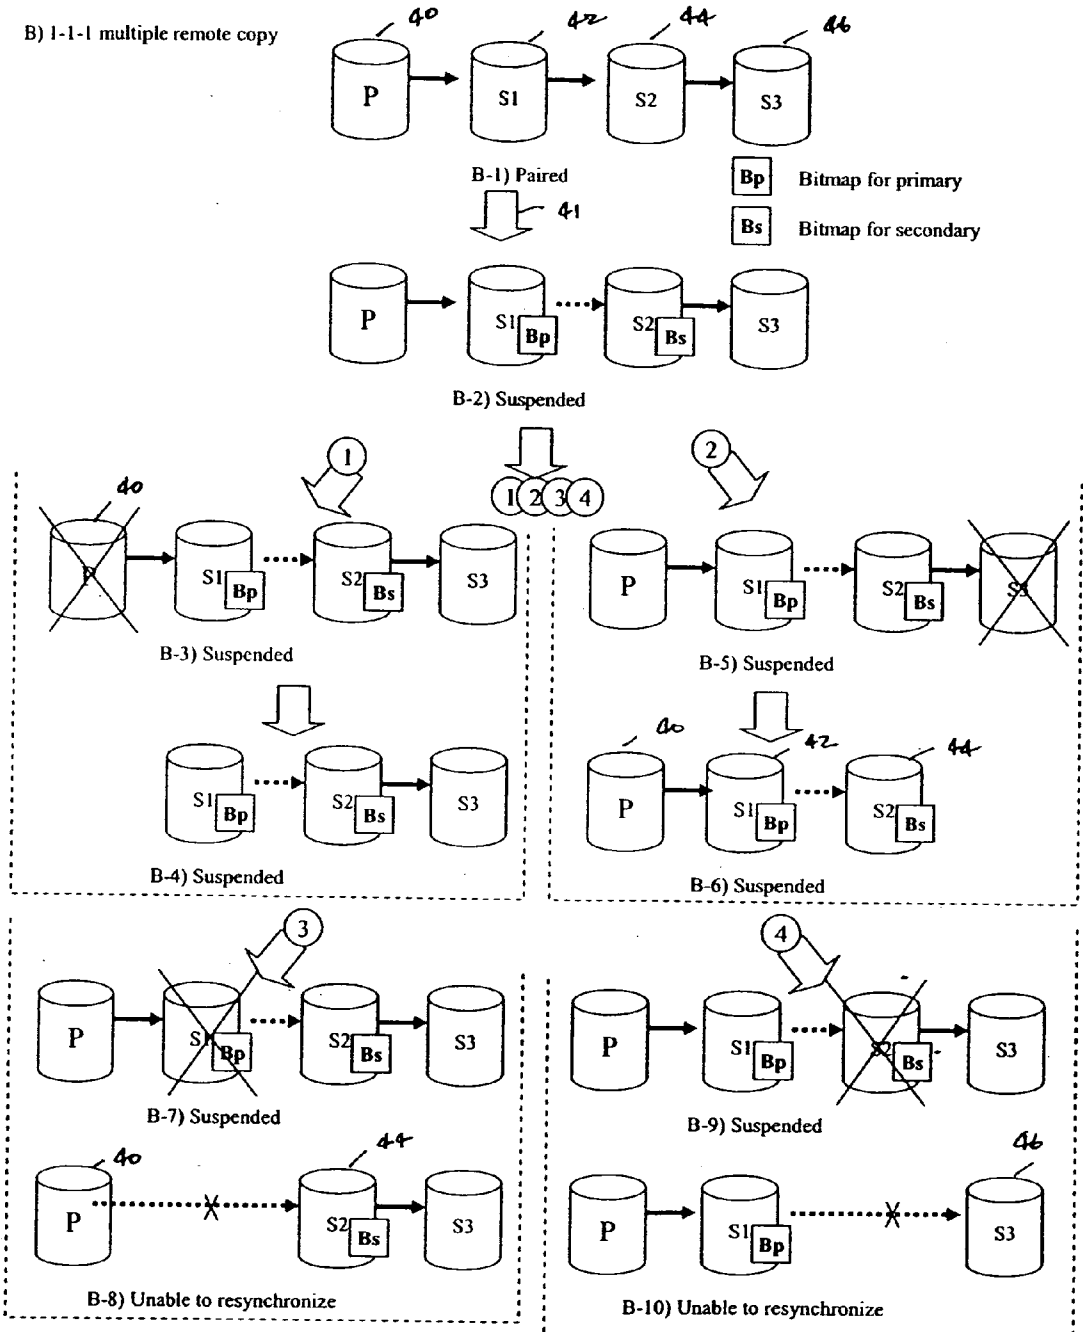 B) 1-1-1 multiple remote copy
40 42 44 46
P S1 S2 S3
B-1) Paired
Bp Bitmap for primary
41
Bs Bitmap for secondary
P S1 Bp S2 Bs S3
B-2) Suspended
1 2
1 2 3 4
40
P S1 Bp S2 Bs S3
B-3) Suspended
S1 Bp S2 Bs S3
B-4) Suspended
P S1 Bp S2 Bs S3
B-5) Suspended
40 42 44
P S1 Bp S2 Bs
B-6) Suspended
3
P S1 Bp S2 Bs S3
B-7) Suspended
40 44
P S2 Bs S3
B-8) Unable to resynchronize
4
P S1 Bp S2 Bs S3
B-9) Suspended
46
P S1 Bp S3
B-10) Unable to resynchronize